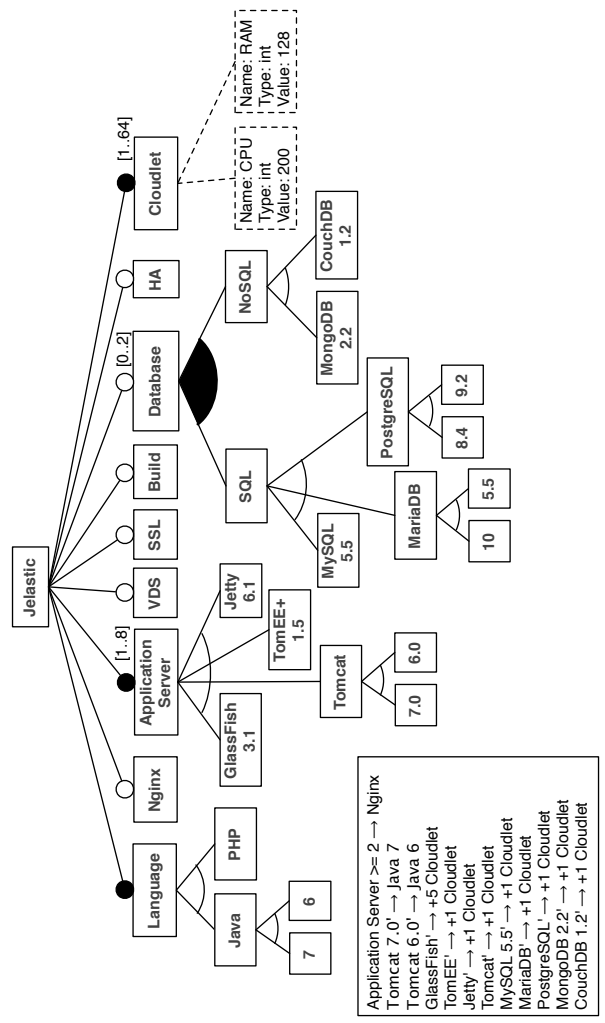 Jelastic
Language
Nginx
[1..8]
Application
Server
VDS
SSL
Build
[0..2]
Database
HA
[1..64]
Cloudlet
Java
PHP
7
6
GlassFish
3.1
Jetty
6.1
TomEE+
1.5
Tomcat
7.0
6.0
SQL
NoSQL
MySQL
5.5
MariaDB
10
5.5
PostgreSQL
8.4
9.2
MongoDB
2.2
CouchDB
1.2
Name: CPU
Type: int
Value: 200
Name: RAM
Type: int
Value: 128
Application Server >= 2 → Nginx
Tomcat 7.0' → Java 7
Tomcat 6.0' → Java 6
GlassFish' → +5 Cloudlet
TomEE' → +1 Cloudlet
Jetty' → +1 Cloudlet
Tomcat' → +1 Cloudlet
MySQL 5.5' → +1 Cloudlet
MariaDB' → +1 Cloudlet
PostgreSQL' → +1 Cloudlet
MongoDB 2.2' → +1 Cloudlet
CouchDB 1.2' → +1 Cloudlet